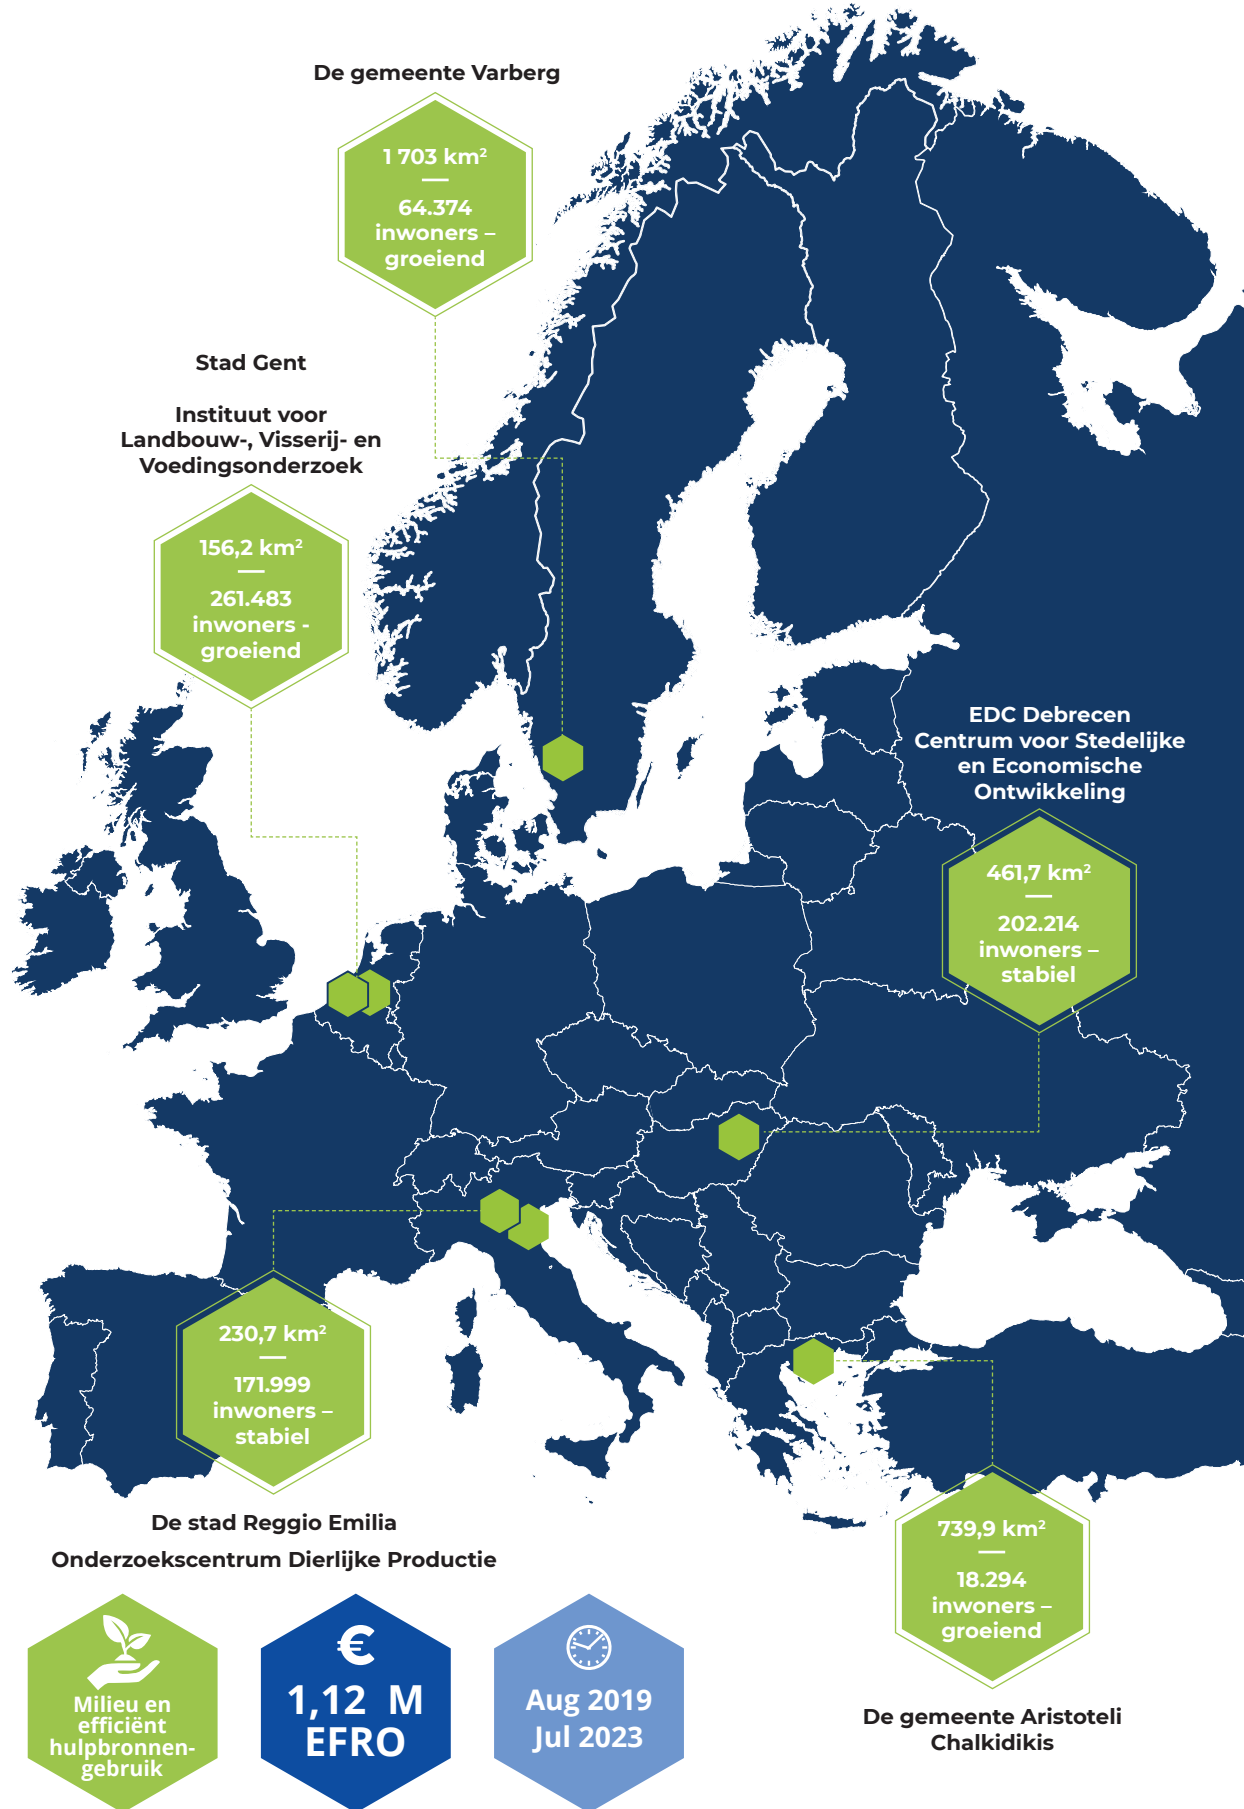 De gemeente Varberg
1 703 km²
64.374
inwoners –
groeiend
Stad Gent
Instituut voor
Landbouw-, Visserij- en
Voedingsonderzoek
156,2 km²
261.483
inwoners -
groeiend
EDC Debrecen
Centrum voor Stedelijke
en Economische
Ontwikkeling
461,7 km²
202.214
inwoners –
stabiel
230,7 km²
171.999
inwoners –
stabiel
De stad Reggio Emilia
Onderzoekscentrum Dierlijke Productie
739,9 km²
18.294
inwoners –
groeiend
De gemeente Aristoteli
Chalkidikis
Milieu en
efficiënt
hulpbronnen-
gebruik
€
1,12 M
EFRO
Aug 2019
Jul 2023